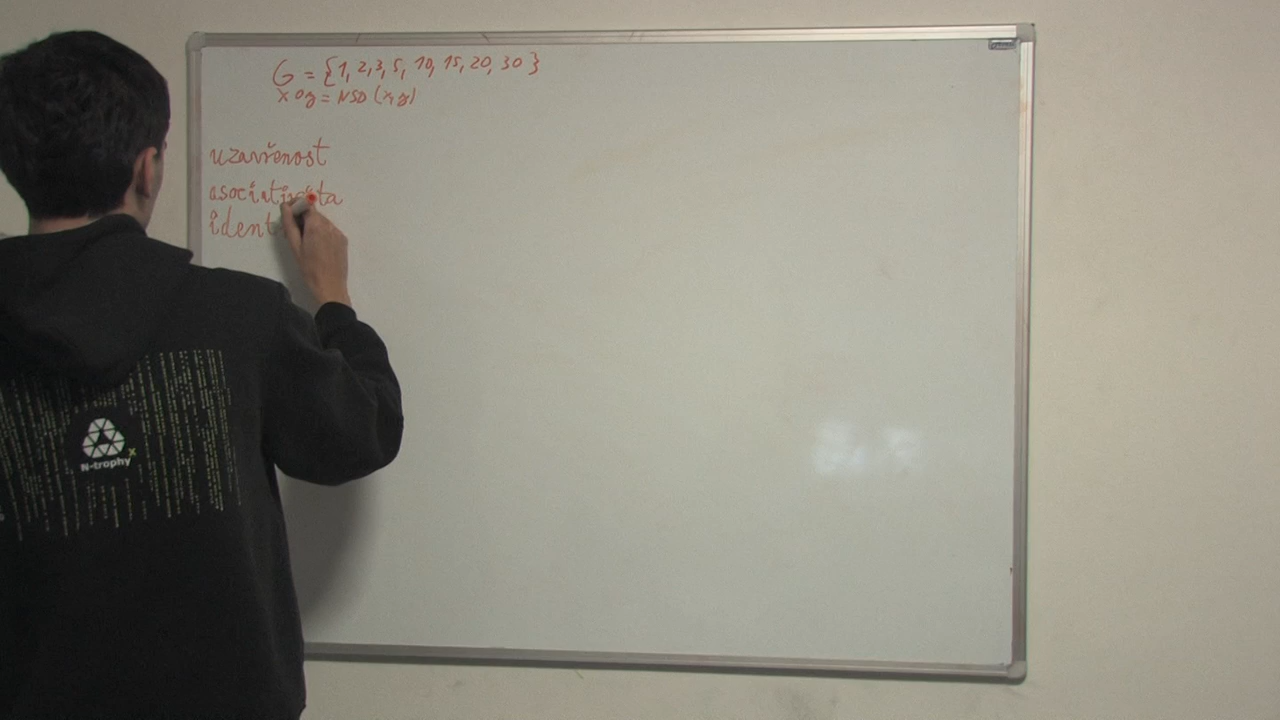 G = {1, 2, 3, 5, 10, 15, 20, 30}
x o y = NSD (x, y)
uzavřenost
asociativita
ident
N-trophy x